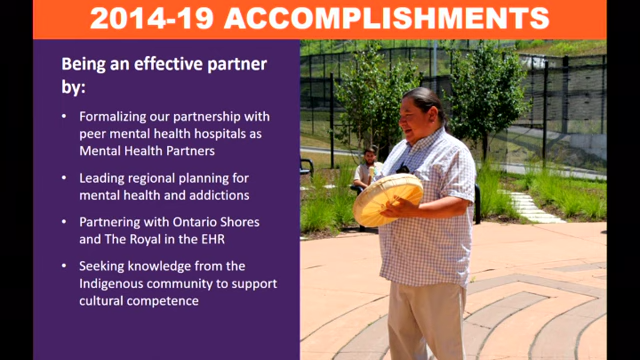 2014-19 ACCOMPLISHMENTS
Being an effective partner
by:
• Formalizing our partnership with
peer mental health hospitals as
Mental Health Partners
• Leading regional planning for
mental health and addictions
• Partnering with Ontario Shores
and The Royal in the EHR
• Seeking knowledge from the
Indigenous community to support
cultural competence